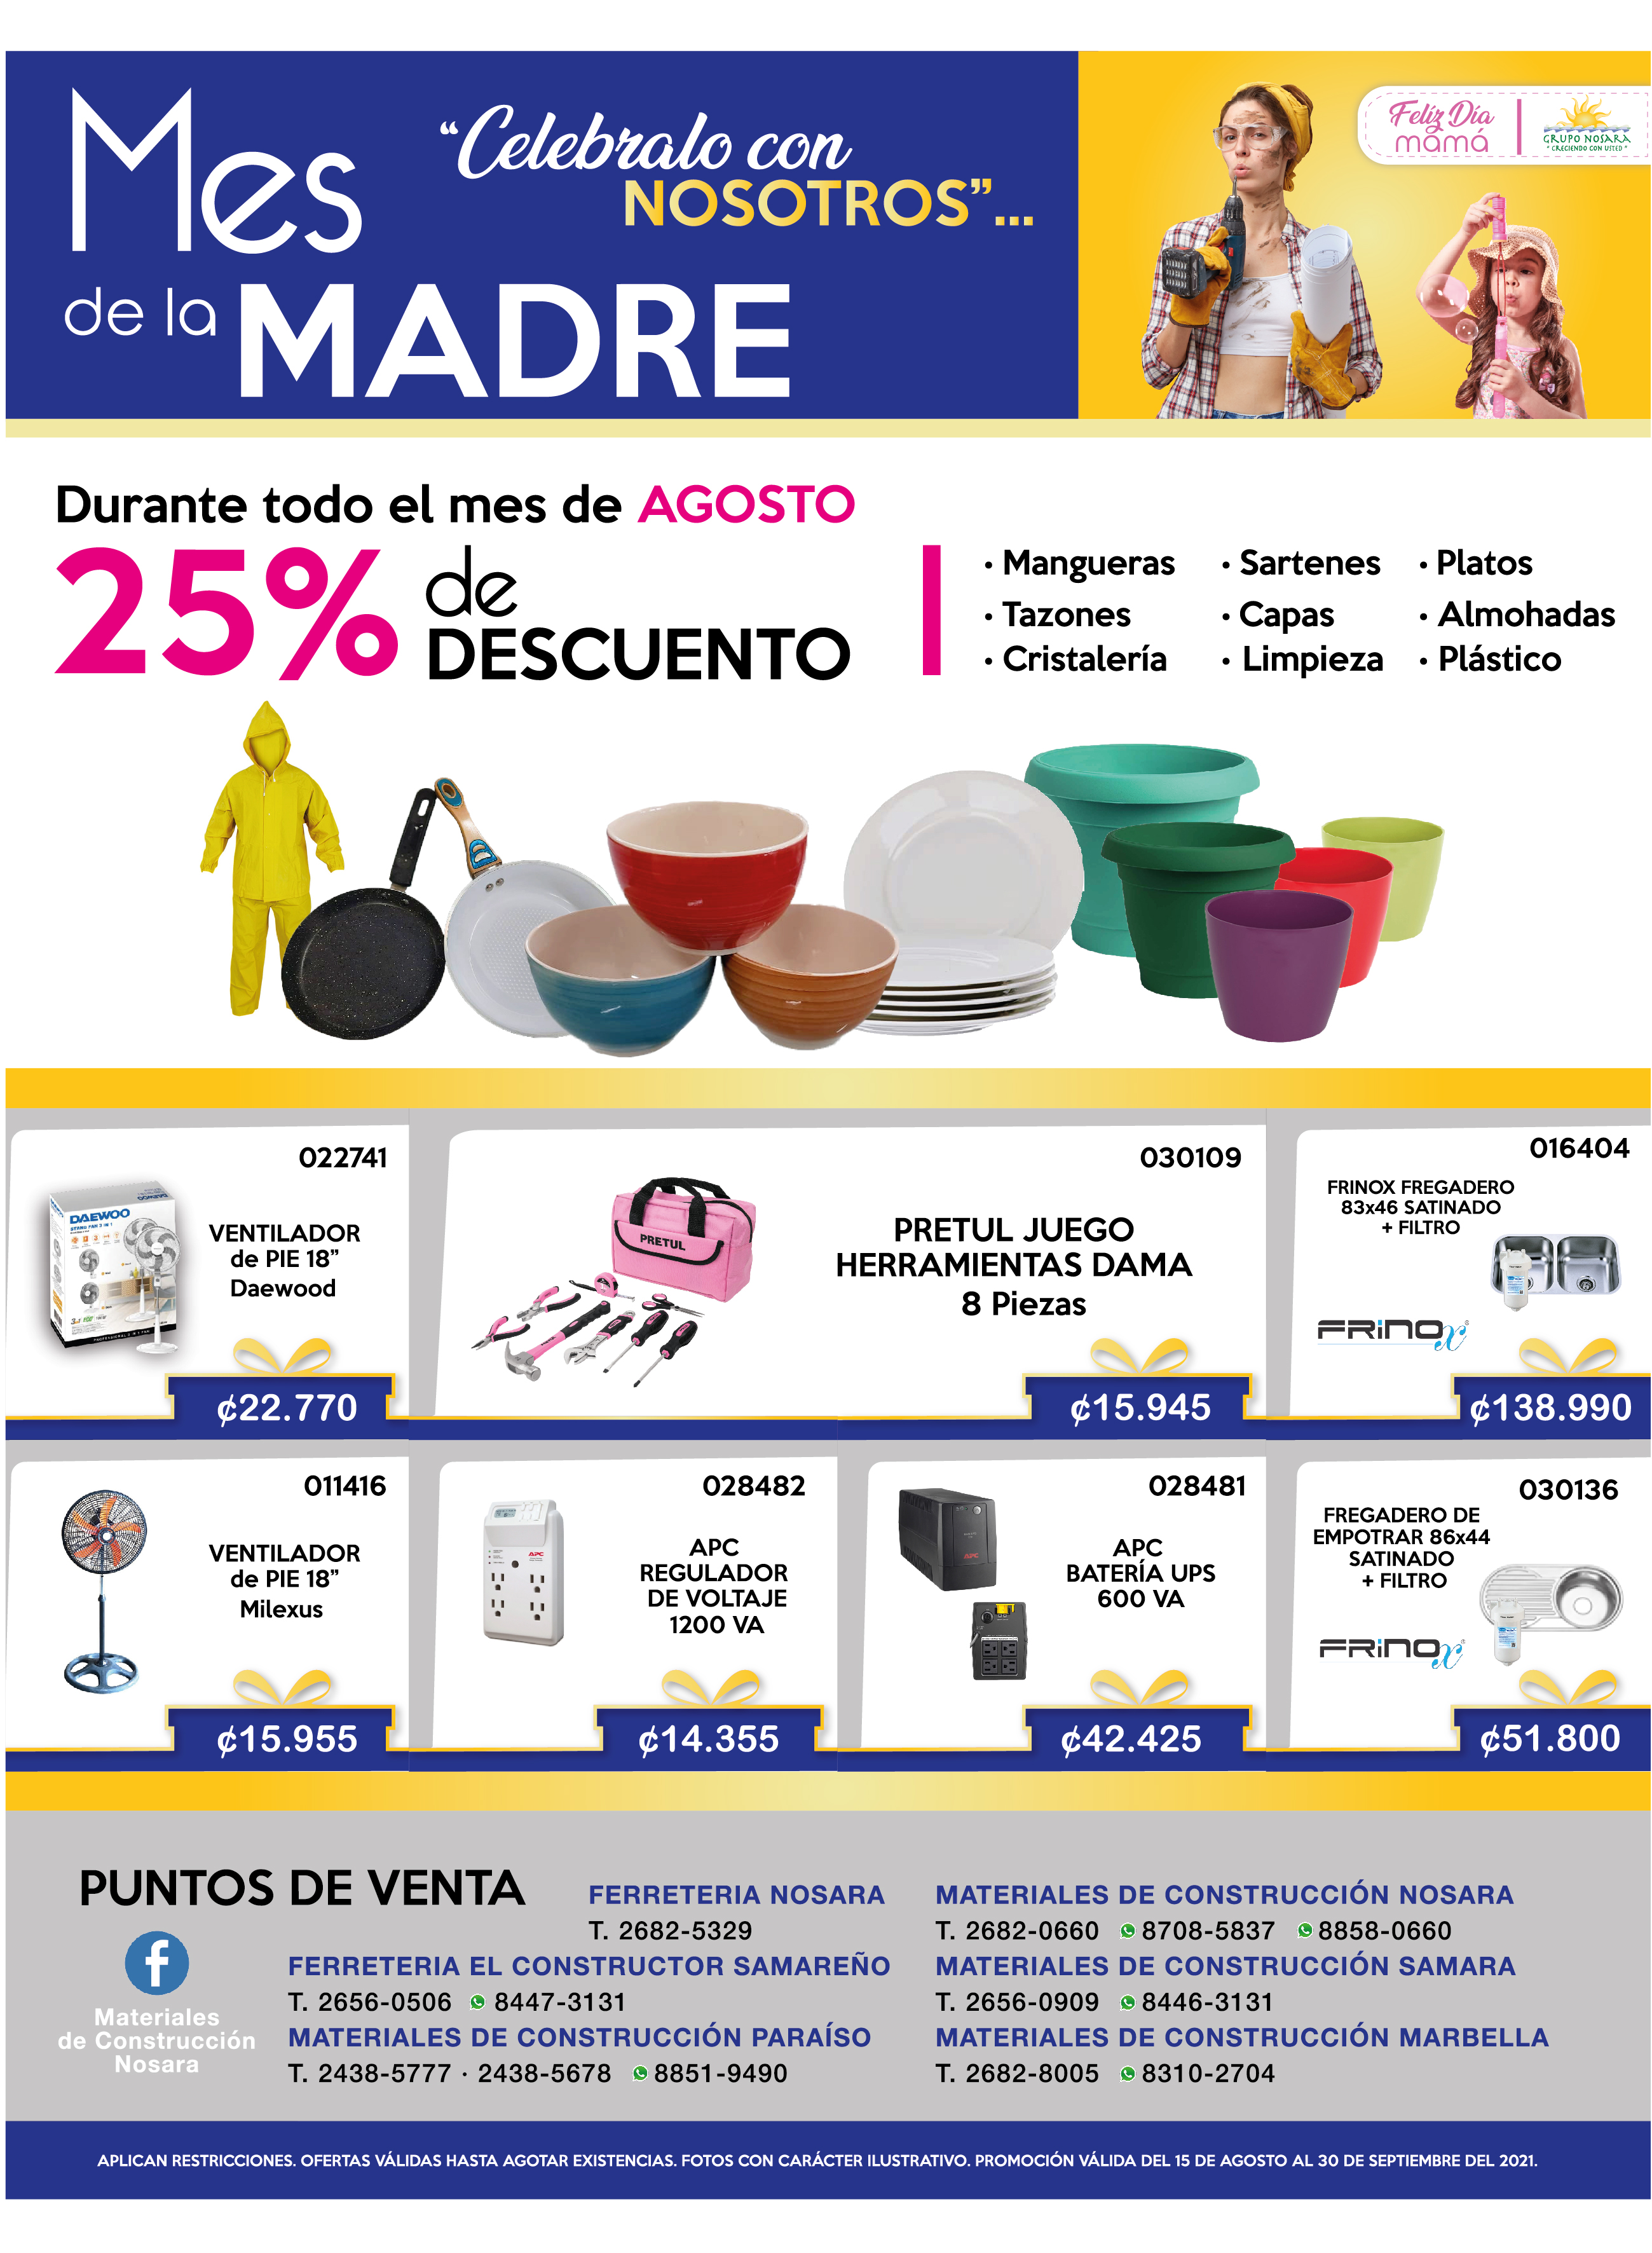 Mes
de la MADRE
"Celebralo con
NOSOTROS"...
Felíz Día
mamá
GRUPO NOSARA
" CRECIENDO CON USTED "
Durante todo el mes de AGOSTO
25% de
DESCUENTO
• Mangueras
• Tazones
• Cristalería
• Sartenes
• Capas
• Limpieza
• Platos
• Almohadas
• Plástico
022741
DAEWOO
VENTILADOR
de PIE 18"
Daewood
¢22.770
030109
PRETUL
PRETUL JUEGO
HERRAMIENTAS DAMA
8 Piezas
¢15.945
016404
FRINOX FREGADERO
83x46 SATINADO
+ FILTRO
FRINOX
¢138.990
011416
VENTILADOR
de PIE 18"
Milexus
¢15.955
028482
APC
APC
REGULADOR
DE VOLTAJE
1200 VA
¢14.355
028481
APC
APC
BATERÍA UPS
600 VA
¢42.425
030136
FREGADERO DE
EMPOTRAR 86x44
SATINADO
+ FILTRO
FRINOX
¢51.800
PUNTOS DE VENTA
f
Materiales
de Construcción
Nosara
FERRETERIA NOSARA
T. 2682-5329
FERRETERIA EL CONSTRUCTOR SAMAREÑO
T. 2656-0506 8447-3131
MATERIALES DE CONSTRUCCIÓN PARAÍSO
T. 2438-5777 · 2438-5678 8851-9490
MATERIALES DE CONSTRUCCIÓN NOSARA
T. 2682-0660 8708-5837 8858-0660
MATERIALES DE CONSTRUCCIÓN SAMARA
T. 2656-0909 8446-3131
MATERIALES DE CONSTRUCCIÓN MARBELLA
T. 2682-8005 8310-2704
APLICAN RESTRICCIONES. OFERTAS VÁLIDAS HASTA AGOTAR EXISTENCIAS. FOTOS CON CARÁCTER ILUSTRATIVO. PROMOCIÓN VÁLIDA DEL 15 DE AGOSTO AL 30 DE SEPTIEMBRE DEL 2021.